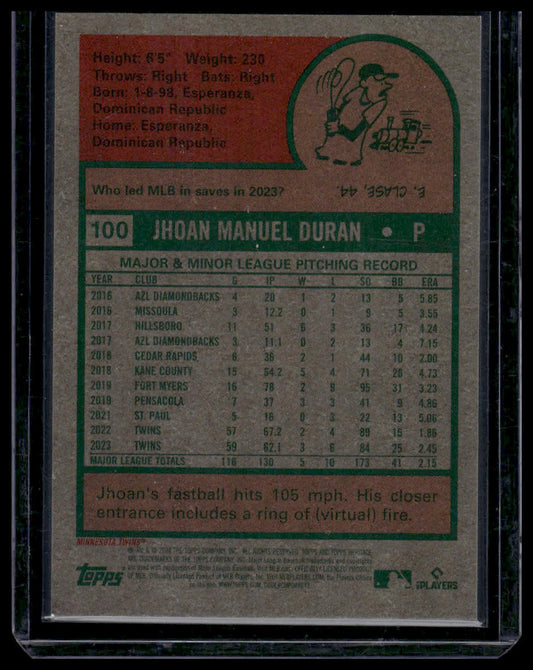 Height: 6'5" Weight: 230
Throws: Right Bats: Right
Born: 1-8-98, Esperanza,
Dominican Republic
Home: Esperanza,
Dominican Republic
Who led MLB in saves in 2023?
E. CLASE, 44.
100 JHOAN MANUEL DURAN • P
MAJOR & MINOR LEAGUE PITCHING RECORD
YEAR CLUB G IP W L SO BB ERA
2016 AZL DIAMONDBACKS 4 20 1 1 13 5 5.85
2016 MISSOULA 3 12.2 0 1 9 5 3.55
2017 HILLSBORO 11 51 6 3 36 17 4.24
2017 AZL DIAMONDBACKS 3 11.1 0 2 13 4 7.15
2018 CEDAR RAPIDS 6 36 2 1 44 10 2.00
2018 KANE COUNTY 15 64.2 5 4 71 28 4.73
2019 FORT MYERS 16 78 2 9 95 31 3.23
2019 PENSACOLA 7 37 3 3 41 9 4.86
2021 ST. PAUL 5 16 0 3 22 13 5.06
2022 TWINS 57 67.2 2 4 89 16 1.86
2023 TWINS 59 62.1 3 6 84 25 2.45
MAJOR LEAGUE TOTALS 116 130 5 10 173 41 2.15
Jhoan's fastball hits 105 mph. His closer
entrance includes a ring of (virtual) fire.
MINNESOTA TWINS
Topps
MLB PLAYERS